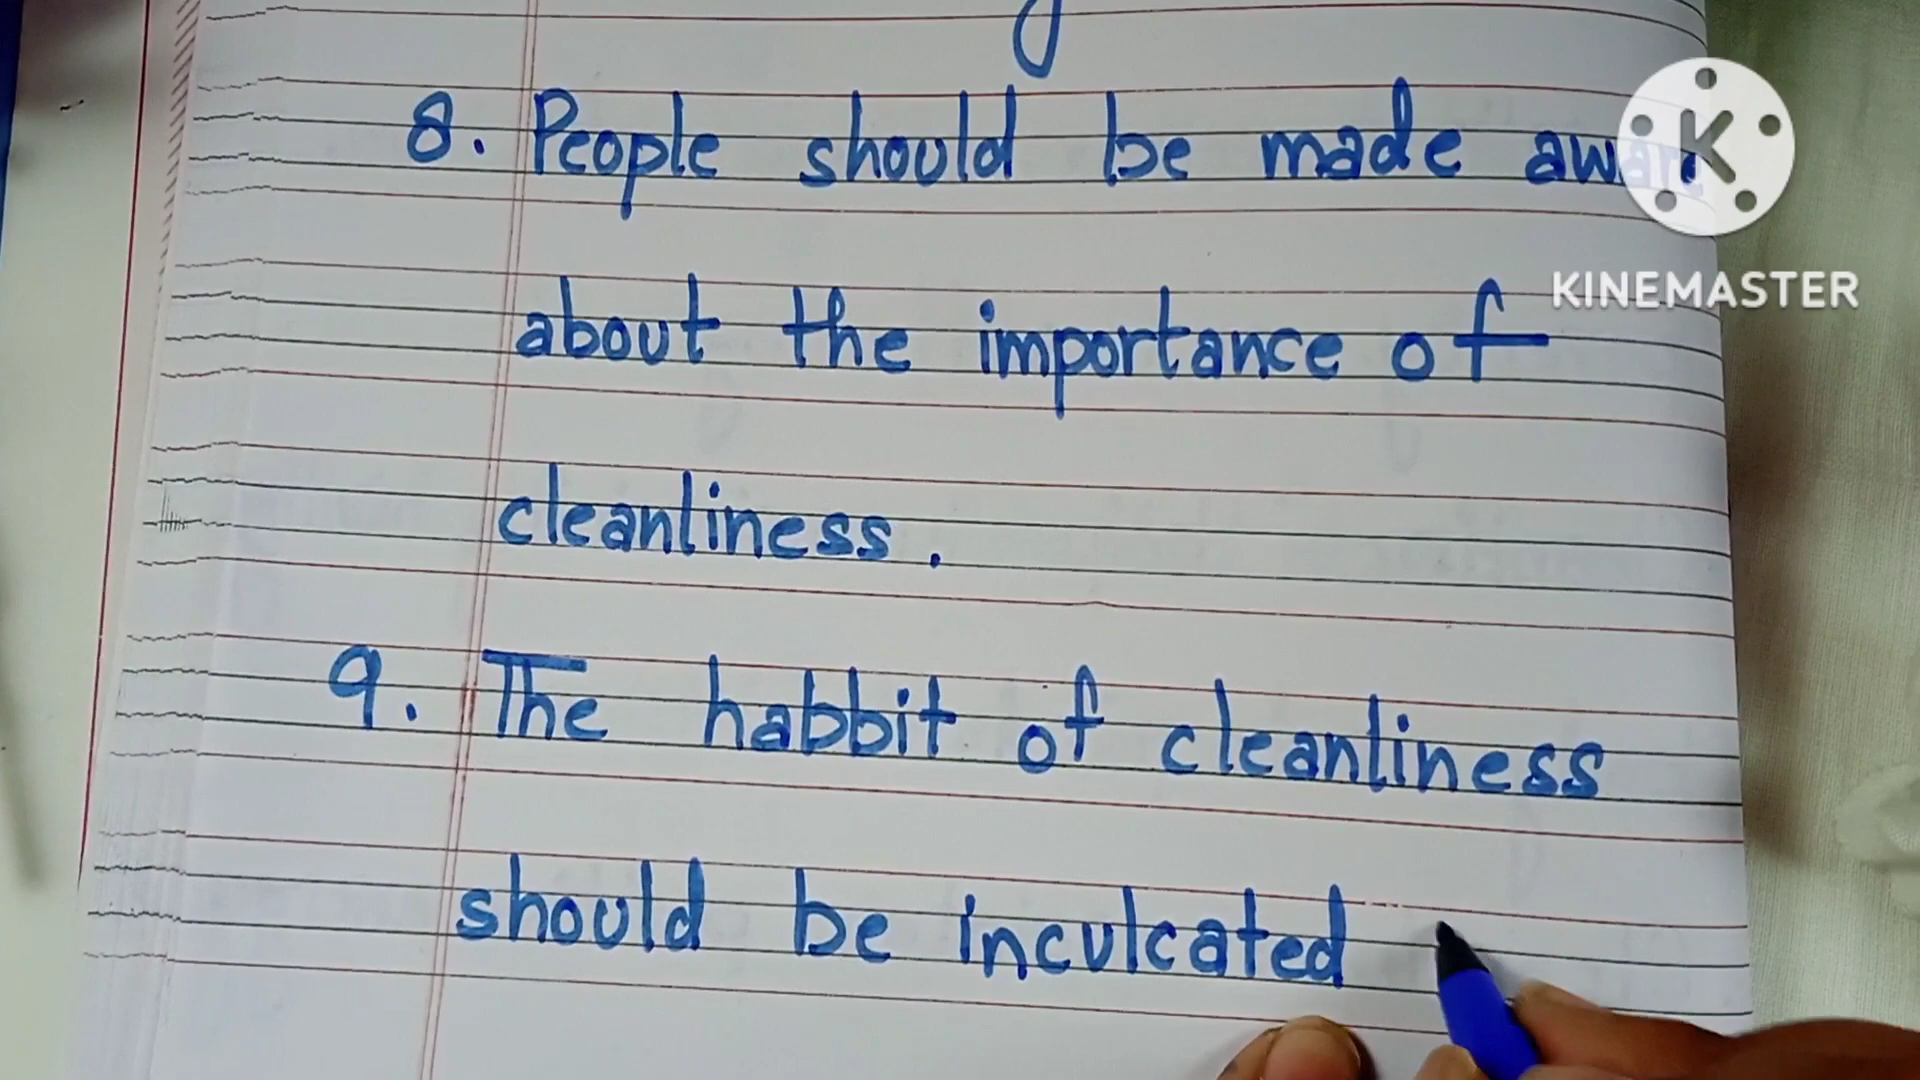 8. People should be made aware
about the importance of
cleanliness.
9. The habbit of cleanliness
should be inculcated
K
KINEMASTER